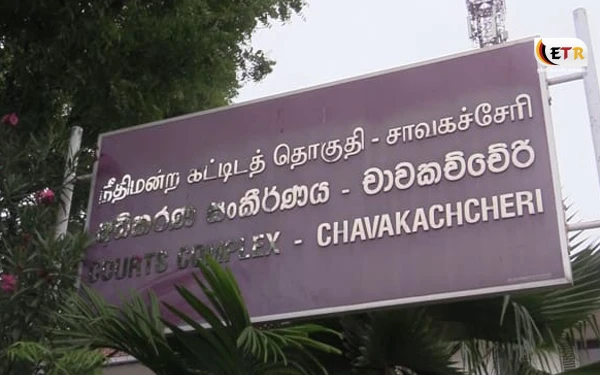 ETR
நீதிமன்ற கட்டிடத் தொகுதி - சாவகச்சேரி
අධිකරණ සංකීර්ණය - චාවකච්චේරි
COURTS COMPLEX - CHAVAKACHCHERI